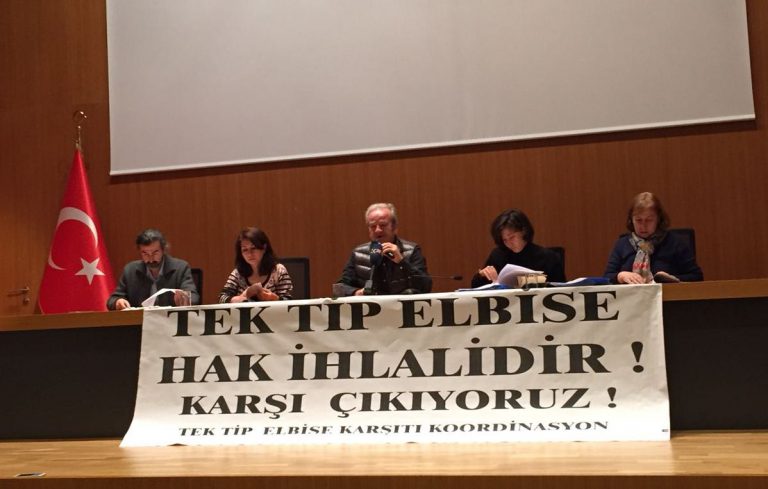 TEK TİP ELBİSE
HAK İHLALİDİR !
KARŞI ÇIKIYORUZ !
TEK TİP ELBİSE KARŞITI KOORDİNASYON